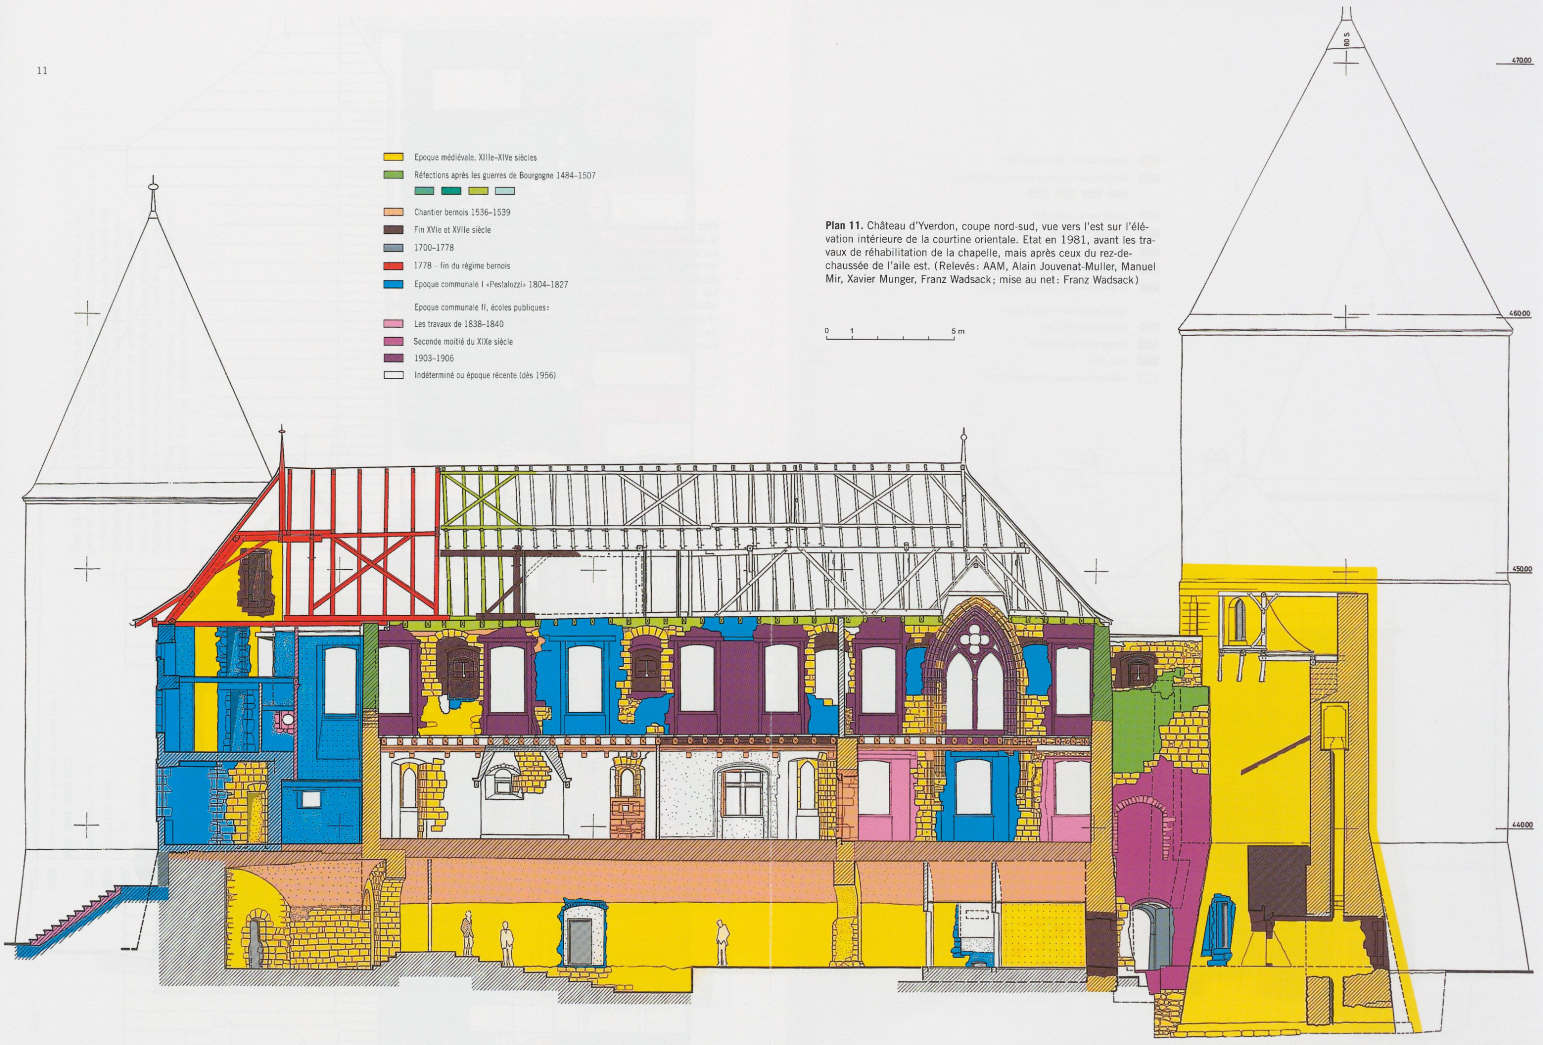 11
Epoque médiévale, XIIIe–XIVe siècles
Réfections après les guerres de Bourgogne 1484–1507
Chantier bernois 1536–1539
Fin XVIe et XVIIe siècle
1700–1778
1778 – fin du régime bernois
Epoque communale I «Pestalozzi» 1804–1827
Epoque communale II, écoles publiques:
Les travaux de 1838–1840
Seconde moitié du XIXe siècle
1903–1906
Indéterminé ou époque récente (dès 1956)
Plan 11. Château d'Yverdon, coupe nord-sud, vue vers l'est sur l'élé-
vation intérieure de la courtine orientale. Etat en 1981, avant les tra-
vaux de réhabilitation de la chapelle, mais après ceux du rez-de-
chaussée de l'aile est. (Relevés: AAM, Alain Jouvenat-Muller, Manuel
Mir, Xavier Munger, Franz Wadsack; mise au net: Franz Wadsack)
0 1 5 m
470.00
460.00
450.00
440.00